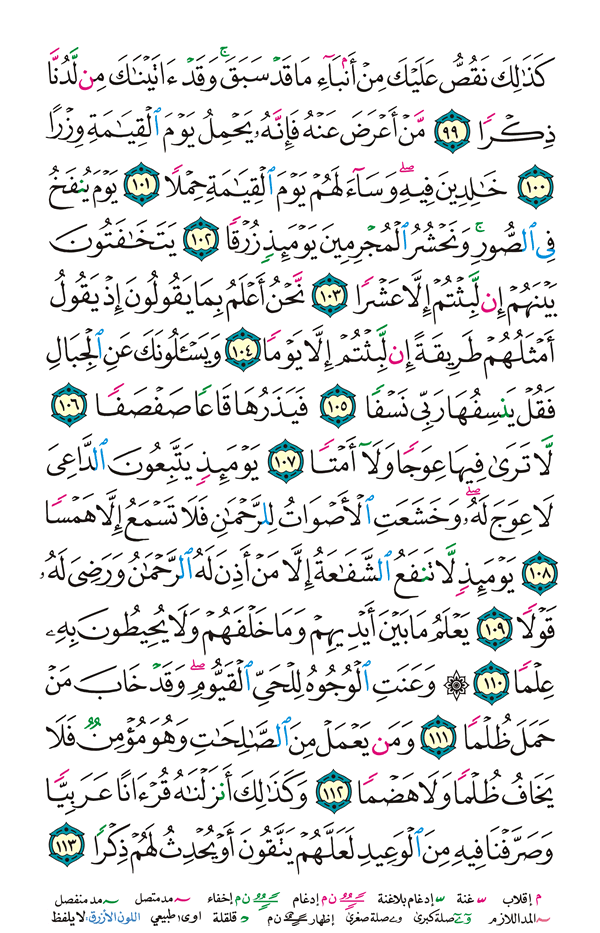 كَذَٰلِكَ نَقُصُّ عَلَيْكَ مِنْ أَنۢبَآءِ مَا قَدْ سَبَقَ ۚ وَقَدْ ءَاتَيْنَٰكَ مِن لَّدُنَّا
ذِكْرًا ٩٩ مَّنْ أَعْرَضَ عَنْهُ فَإِنَّهُۥ يَحْمِلُ يَوْمَ ٱلْقِيَٰمَةِ وِزْرًا
١٠٠ خَٰلِدِينَ فِيهِ ۖ وَسَآءَ لَهُمْ يَوْمَ ٱلْقِيَٰمَةِ حِمْلًا ١٠١ يَوْمَ يُنفَخُ
فِى ٱلصُّورِ ۚ وَنَحْشُرُ ٱلْمُجْرِمِينَ يَوْمَئِذٍ زُرْقًا ١٠٢ يَتَخَٰفَتُونَ
بَيْنَهُمْ إِن لَّبِثْتُمْ إِلَّا عَشْرًا ١٠٣ نَّحْنُ أَعْلَمُ بِمَا يَقُولُونَ إِذْ يَقُولُ
أَمْثَلُهُمْ طَرِيقَةً إِن لَّبِثْتُمْ إِلَّا يَوْمًا ١٠٤ وَيَسْـَٔلُونَكَ عَنِ ٱلْجِبَالِ
فَقُلْ يَنسِفُهَا رَبِّى نَسْفًا ١٠٥ فَيَذَرُهَا قَاعًا صَفْصَفًا ١٠٦
لَّا تَرَىٰ فِيهَا عِوَجًا وَلَآ أَمْتًا ١٠٧ يَوْمَئِذٍ يَتَّبِعُونَ ٱلدَّاعِىَ
لَا عِوَجَ لَهُۥ ۖ وَخَشَعَتِ ٱلْأَصْوَاتُ لِلرَّحْمَٰنِ فَلَا تَسْمَعُ إِلَّا هَمْسًا
١٠٨ يَوْمَئِذٍ لَّا تَنفَعُ ٱلشَّفَٰعَةُ إِلَّا مَنْ أَذِنَ لَهُ ٱلرَّحْمَٰنُ وَرَضِىَ لَهُۥ
قَوْلًا ١٠٩ يَعْلَمُ مَا بَيْنَ أَيْدِيهِمْ وَمَا خَلْفَهُمْ وَلَا يُحِيطُونَ بِهِۦ
عِلْمًا ١١٠ ۞ وَعَنَتِ ٱلْوُجُوهُ لِلْحَىِّ ٱلْقَيُّومِ ۖ وَقَدْ خَابَ مَنْ
حَمَلَ ظُلْمًا ١١١ وَمَن يَعْمَلْ مِنَ ٱلصَّٰلِحَٰتِ وَهُوَ مُؤْمِنٌ فَلَا
يَخَافُ ظُلْمًا وَلَا هَضْمًا ١١٢ وَكَذَٰلِكَ أَنزَلْنَٰهُ قُرْءَانًا عَرَبِيًّا
وَصَرَّفْنَا فِيهِ مِنَ ٱلْوَعِيدِ لَعَلَّهُمْ يَتَّقُونَ أَوْ يُحْدِثُ لَهُمْ ذِكْرًا ١١٣
م إقلاب غنة إدغام بلاغنة ن م إدغام ن م إخفاء مد متصل مد منفصل
المد اللازم صلة كبرى صلة صغرى إظهار ن م قلقلة اوى؛ طبيعي اللون الأزرق: لا يلفظ